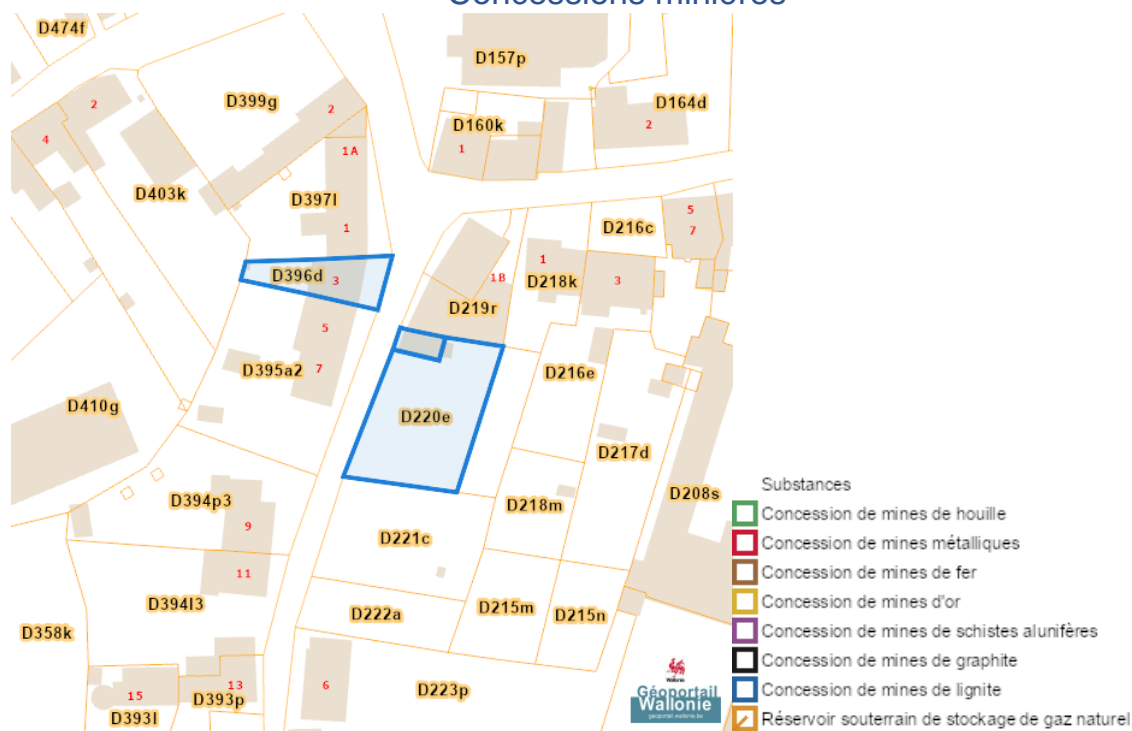 Concessions minières
D474f
D157p
2
D399g
2
D164d
2
D160k
4
1
1A
D403k
D397l
5
1
D216c
7
D396d
3
1B
1
D218k
3
D219r
5
D395a2
7
D216e
D410g
D220e
D217d
D394p3
D218m
D208s
9
D221c
11
D394l3
D222a
D215m
D215n
D358k
15
13
D393p
D393l
6
D223p
Wallonie
Géoportail
Wallonie
geoportail.wallonie.be
Substances
Concession de mines de houille
Concession de mines métalliques
Concession de mines de fer
Concession de mines d'or
Concession de mines de schistes alunifères
Concession de mines de graphite
Concession de mines de lignite
Réservoir souterrain de stockage de gaz naturel